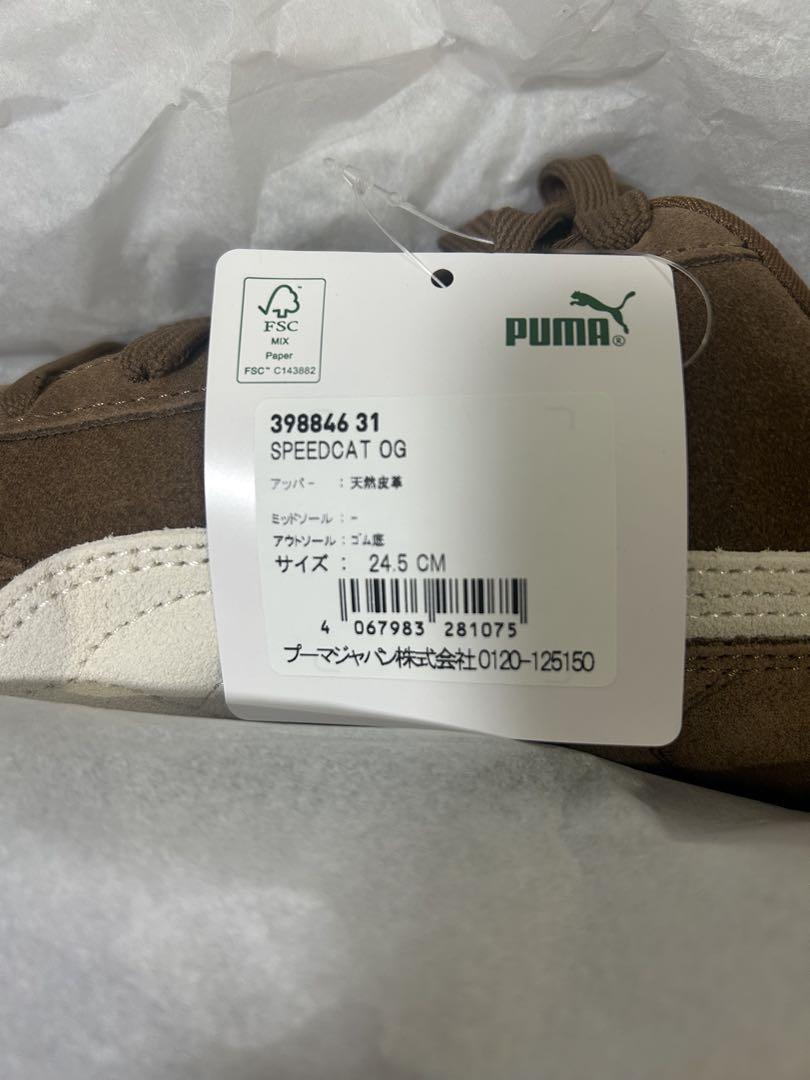 FSC
MIX
Paper
FSC™ C143882
PUMA®
398846 31
SPEEDCAT OG
アッパー : 天然皮革
ミッドソール : -
アウトソール : ゴム底
サイズ : 24.5 CM
4 067983 281075
プーマジャパン株式会社0120-125150